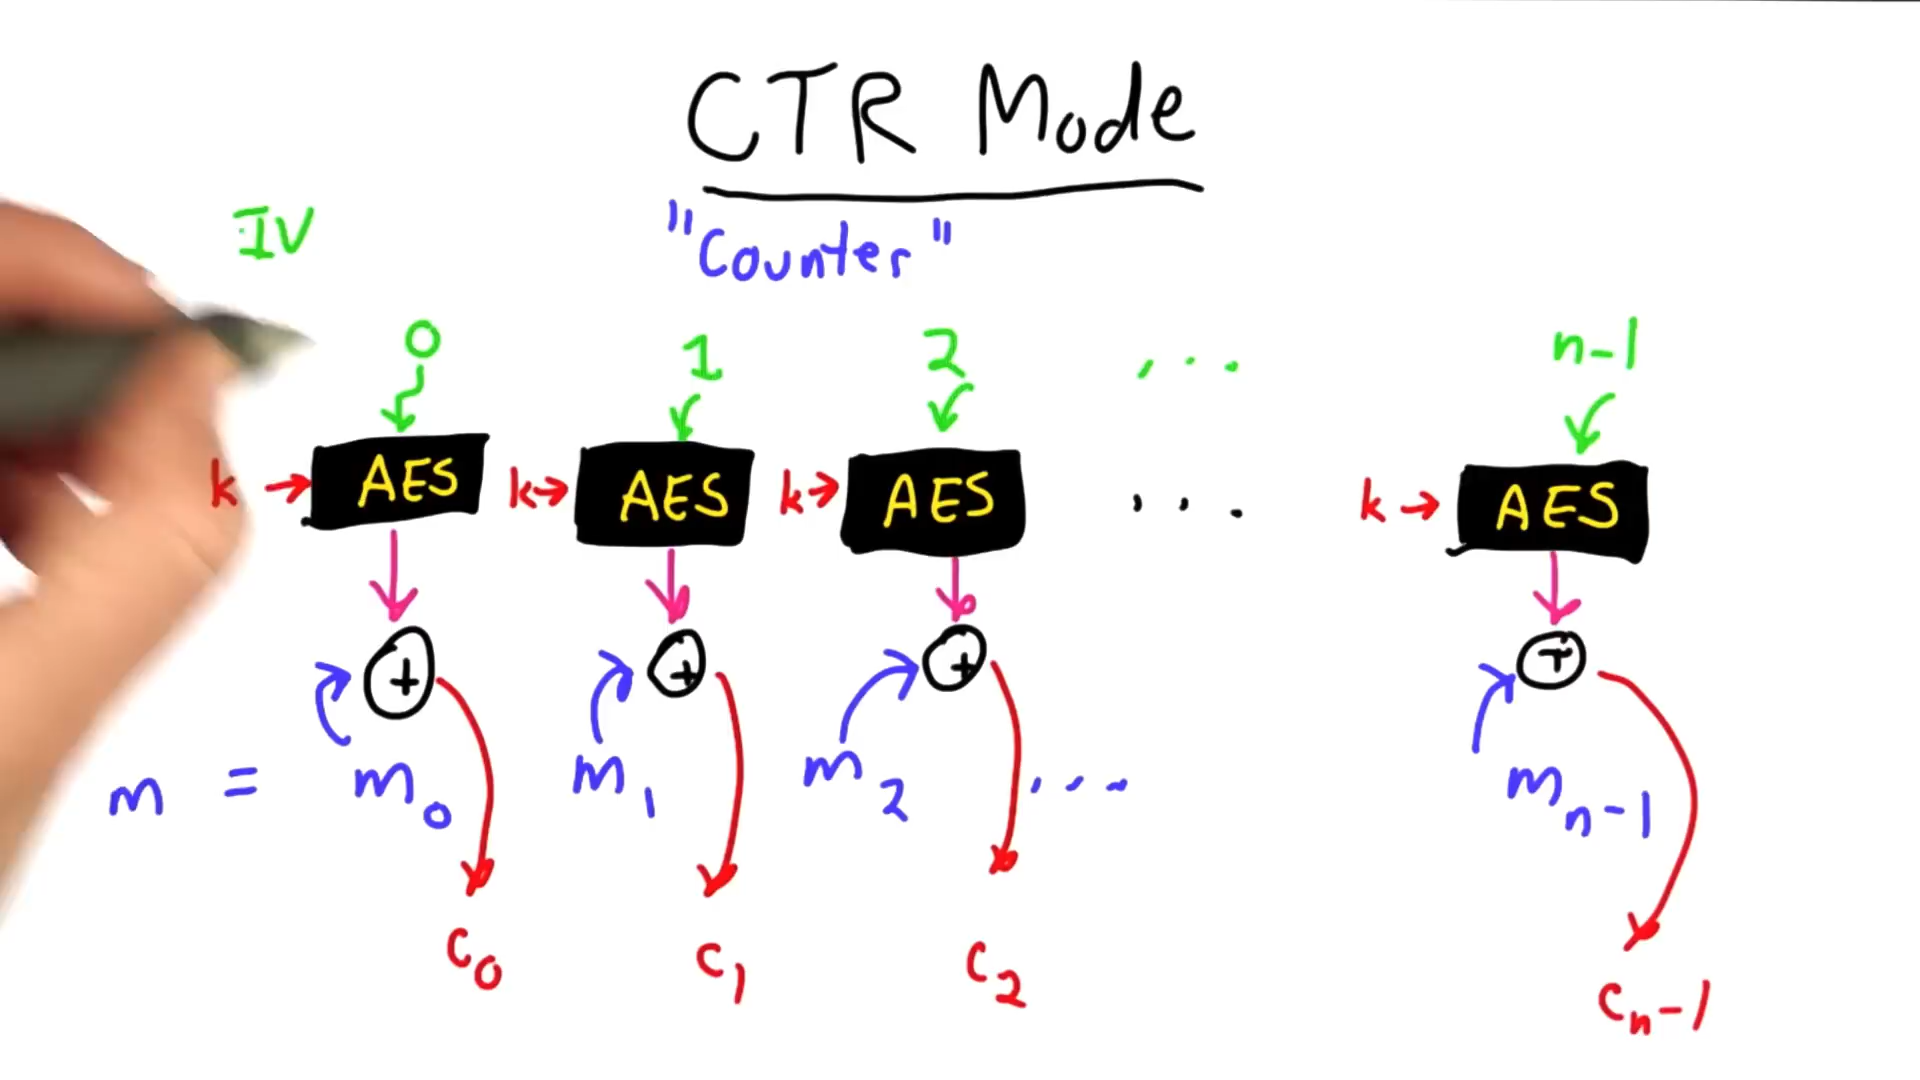 CTR Mode
IV "Counter"
0 1 2 ... n-1
k → AES k → AES k → AES ... k → AES
+ + + +
m = m0 m1 m2 ... mn-1
c0 c1 c2 cn-1